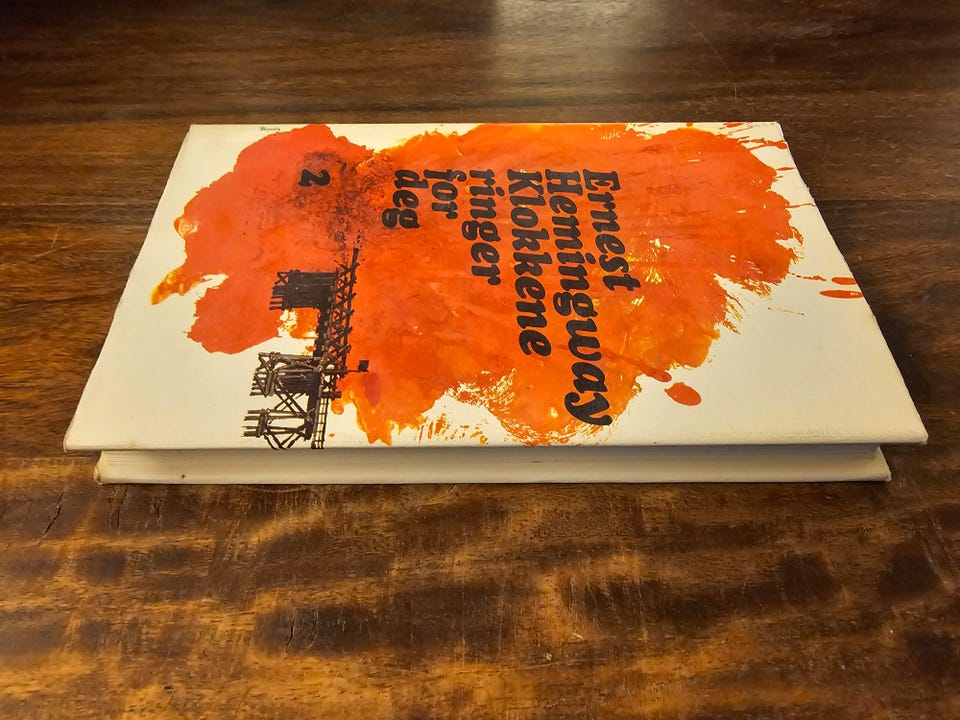 Ernest
Hemingway
Klokkene
ringer
for
deg
2